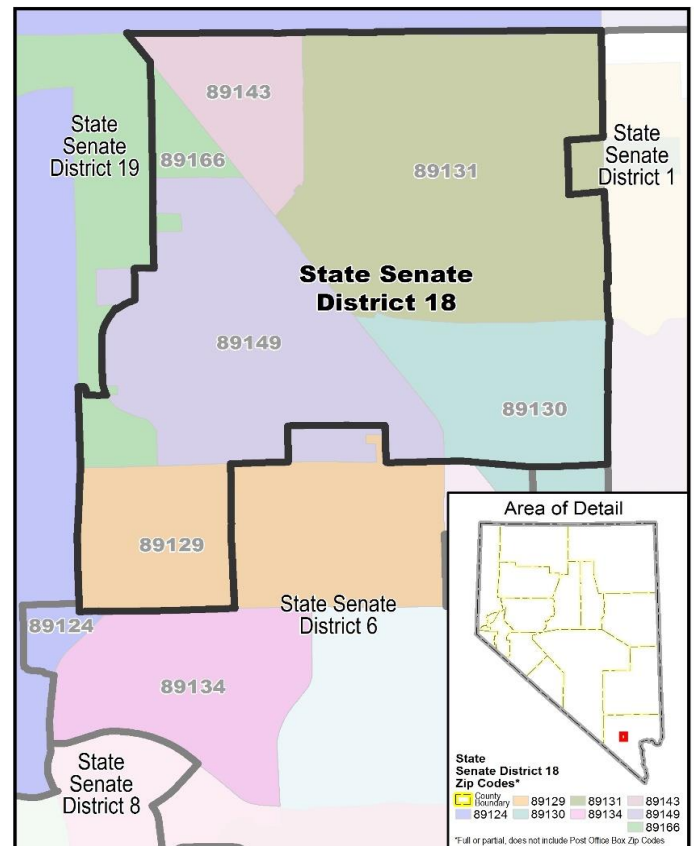 89143
State
Senate
District 19
State
Senate
District 1
89166
89131
State Senate
District 18
89149
89130
89129
Area of Detail
State Senate
District 6
89124
89134
State
Senate
District 8
State
Senate District 18
Zip Codes*
County
Boundary
89129
89131
89143
89124
89130
89134
89149
89166
*Full or partial, does not include Post Office Box Zip Codes